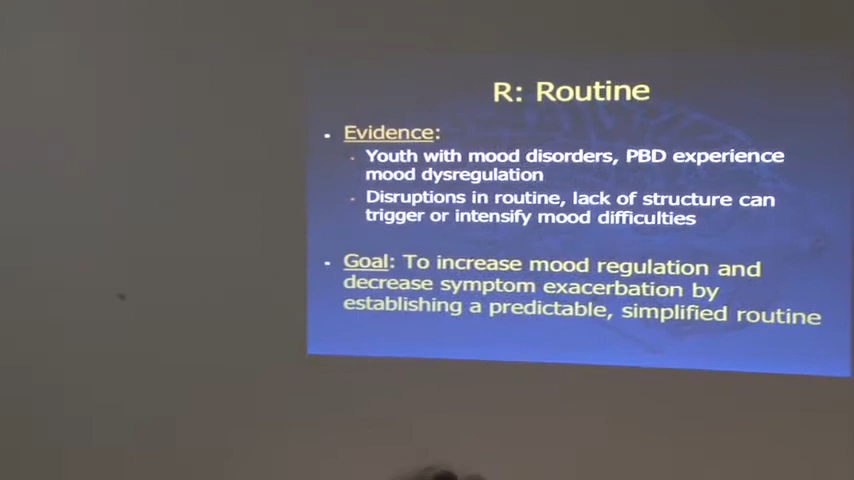 R: Routine
• Evidence:
- Youth with mood disorders, PBD experience
mood dysregulation
- Disruptions in routine, lack of structure can
trigger or intensify mood difficulties
• Goal: To increase mood regulation and
decrease symptom exacerbation by
establishing a predictable, simplified routine